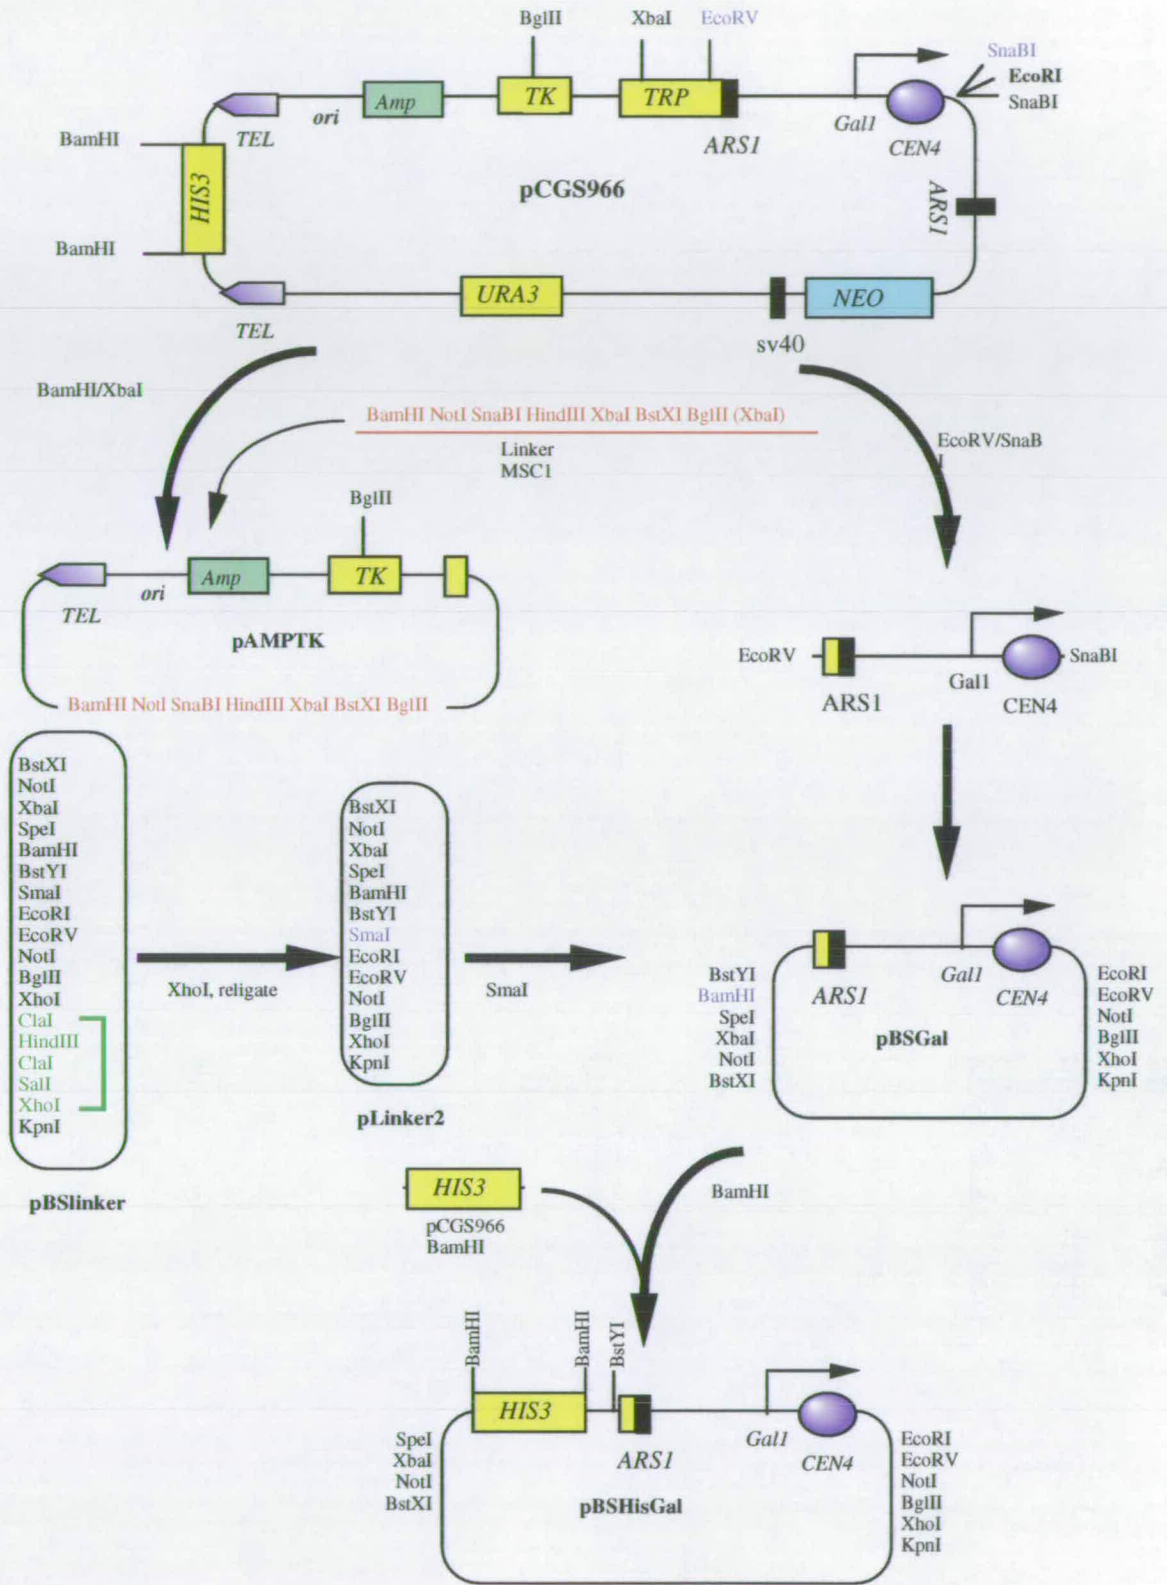 BglII
XbaI
EcoRV
SnaBI
EcoRI
SnaBI
TEL
ori
Amp
TK
TRP
ARS1
Gal1
CEN4
BamHI
HIS3
BamHI
pCGS966
ARS1
TEL
URA3
sv40
NEO
BamHI/XbaI
BamHI NotI SnaBI HindIII XbaI BstXI BglII (XbaI)
Linker
MSC1
EcoRV/SnaB
I
BglII
TEL
ori
Amp
TK
pAMPTK
BamHI NotI SnaBI HindIII XbaI BstXI BglII
EcoRV
ARS1
Gal1
CEN4
SnaBI
BstXI
NotI
XbaI
SpeI
BamHI
BstYI
SmaI
EcoRI
EcoRV
NotI
BglII
XhoI
ClaI
HindIII
ClaI
SalI
XhoI
KpnI
pBSlinker
XhoI, religate
BstXI
NotI
XbaI
SpeI
BamHI
BstYI
SmaI
EcoRI
EcoRV
NotI
BglII
XhoI
KpnI
pLinker2
SmaI
BstYI
BamHI
SpeI
XbaI
NotI
BstXI
ARS1
Gal1
CEN4
pBSGal
EcoRI
EcoRV
NotI
BglII
XhoI
KpnI
HIS3
pCGS966
BamHI
BamHI
BamHI
BamHI
BstYI
HIS3
ARS1
Gal1
CEN4
SpeI
XbaI
NotI
BstXI
pBSHisGal
EcoRI
EcoRV
NotI
BglII
XhoI
KpnI